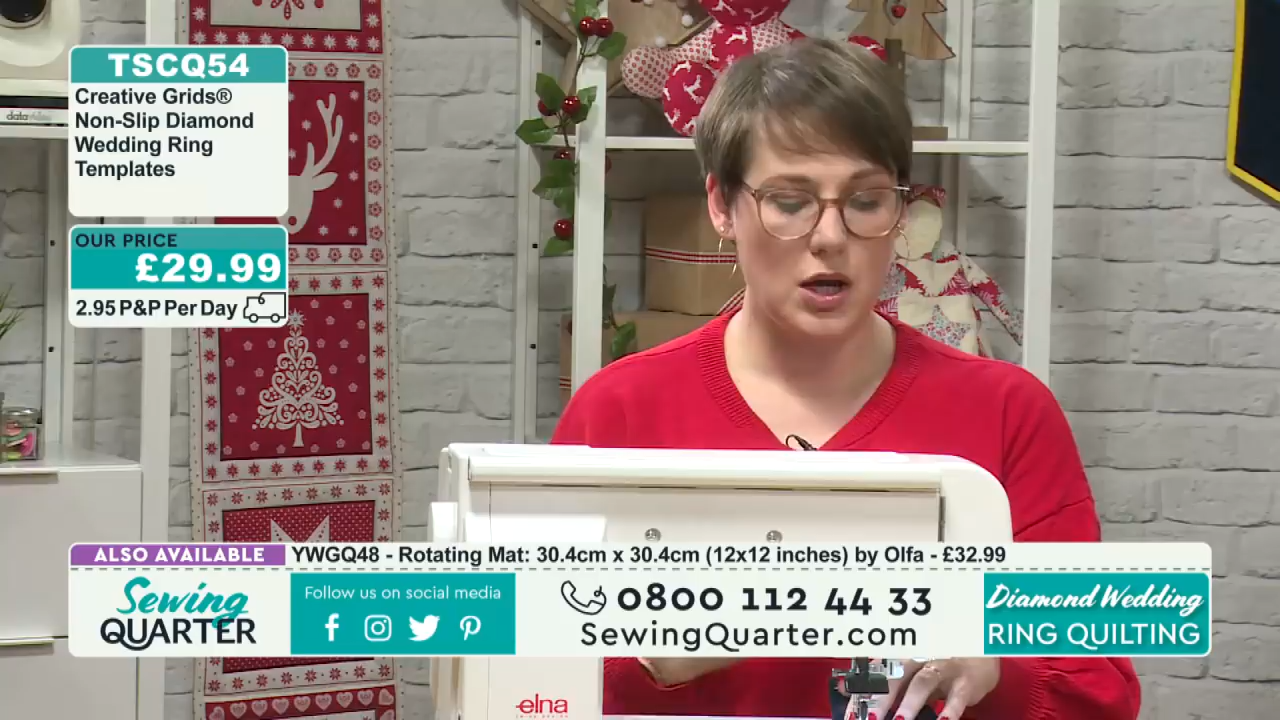 TSCQ54
Creative Grids®
Non-Slip Diamond
Wedding Ring
Templates
OUR PRICE
£29.99
2.95 P&P Per Day
ALSO AVAILABLE
YWGQ48 - Rotating Mat: 30.4cm x 30.4cm (12x12 inches) by Olfa - £32.99
Sewing
QUARTER
Follow us on social media
0800 112 44 33
SewingQuarter.com
Diamond Wedding
RING QUILTING
elna